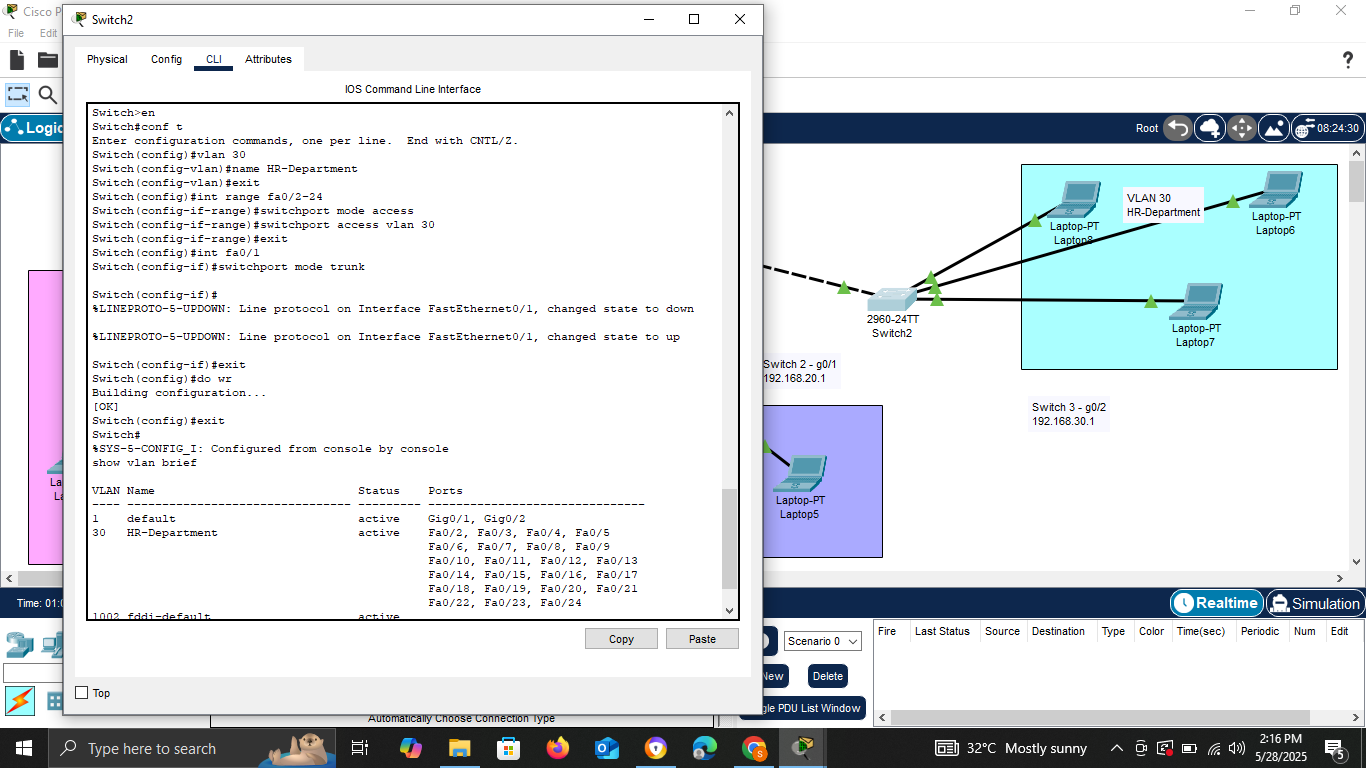 Cisco P
File Edit
Switch2
Physical Config CLI Attributes
IOS Command Line Interface
Switch>en
Switch#conf t
Enter configuration commands, one per line.  End with CNTL/Z.
Switch(config)#vlan 30
Switch(config-vlan)#name HR-Department
Switch(config-vlan)#exit
Switch(config)#int range fa0/2-24
Switch(config-if-range)#switchport mode access
Switch(config-if-range)#switchport access vlan 30
Switch(config-if-range)#exit
Switch(config)#int fa0/1
Switch(config-if)#switchport mode trunk
Switch(config-if)#
%LINEPROTO-5-UPDOWN: Line protocol on Interface FastEthernet0/1, changed state to down
%LINEPROTO-5-UPDOWN: Line protocol on Interface FastEthernet0/1, changed state to up
Switch(config-if)#exit
Switch(config)#do wr
Building configuration...
[OK]
Switch(config)#exit
Switch#
%SYS-5-CONFIG_I: Configured from console by console
show vlan brief
VLAN Name Status Ports
---- -------------------------------- --------- -------------------------------
1 default active Gig0/1, Gig0/2
30 HR-Department active Fa0/2, Fa0/3, Fa0/4, Fa0/5
Fa0/6, Fa0/7, Fa0/8, Fa0/9
Fa0/10, Fa0/11, Fa0/12, Fa0/13
Fa0/14, Fa0/15, Fa0/16, Fa0/17
Fa0/18, Fa0/19, Fa0/20, Fa0/21
Fa0/22, Fa0/23, Fa0/24
1002 fddi-default active
Copy Paste
Top
?
Logic
Root 08:24:30
VLAN 30
HR-Department
Laptop-PT
Laptop8
Laptop-PT
Laptop6
Laptop-PT
Laptop7
2960-24TT
Switch2
Switch 2 - g0/1
192.168.20.1
Switch 3 - g0/2
192.168.30.1
Laptop-PT
Laptop5
La
La
Time: 01:0
Realtime Simulation
Scenario 0
New Delete
gle PDU List Window
Fire Last Status Source Destination Type Color Time(sec) Periodic Num Edit
Automatically Choose Connection Type
Type here to search
32°C Mostly sunny
2:16 PM
5/28/2025
5